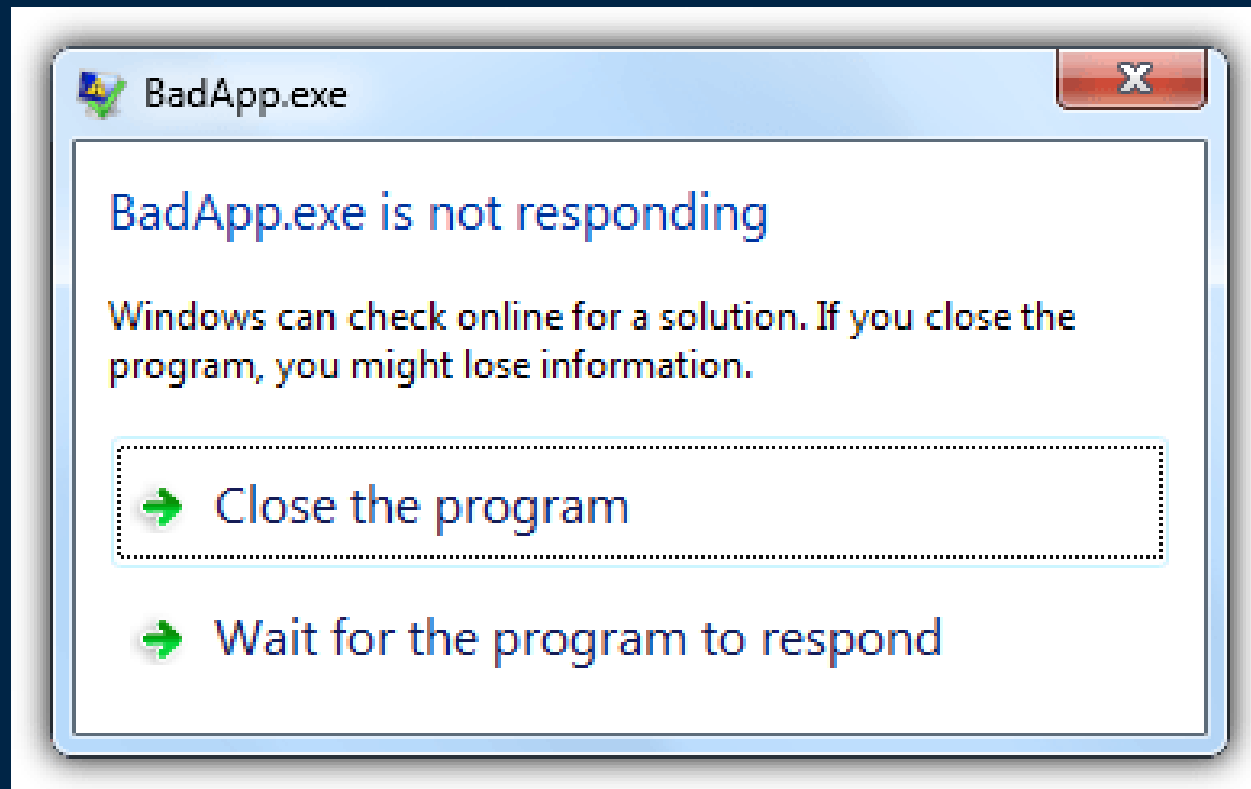 BadApp.exe
BadApp.exe is not responding
Windows can check online for a solution. If you close the
program, you might lose information.
Close the program
Wait for the program to respond